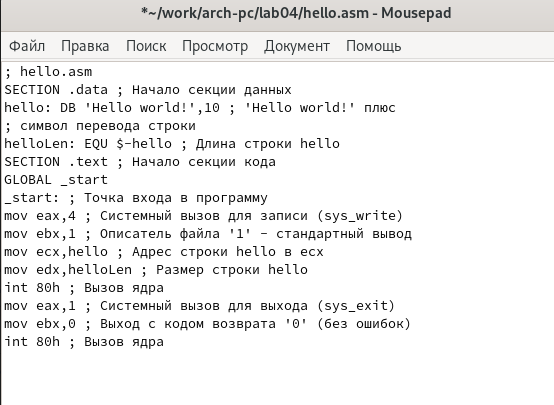 *~/work/arch-pc/lab04/hello.asm - Mousepad
Файл Правка Поиск Просмотр Документ Помощь
; hello.asm
SECTION .data ; Начало секции данных
hello: DB 'Hello world!',10 ; 'Hello world!' плюс
; символ перевода строки
helloLen: EQU $-hello ; Длина строки hello
SECTION .text ; Начало секции кода
GLOBAL _start
_start: ; Точка входа в программу
mov eax,4 ; Системный вызов для записи (sys_write)
mov ebx,1 ; Описатель файла '1' - стандартный вывод
mov ecx,hello ; Адрес строки hello в ecx
mov edx,helloLen ; Размер строки hello
int 80h ; Вызов ядра
mov eax,1 ; Системный вызов для выхода (sys_exit)
mov ebx,0 ; Выход с кодом возврата '0' (без ошибок)
int 80h ; Вызов ядра